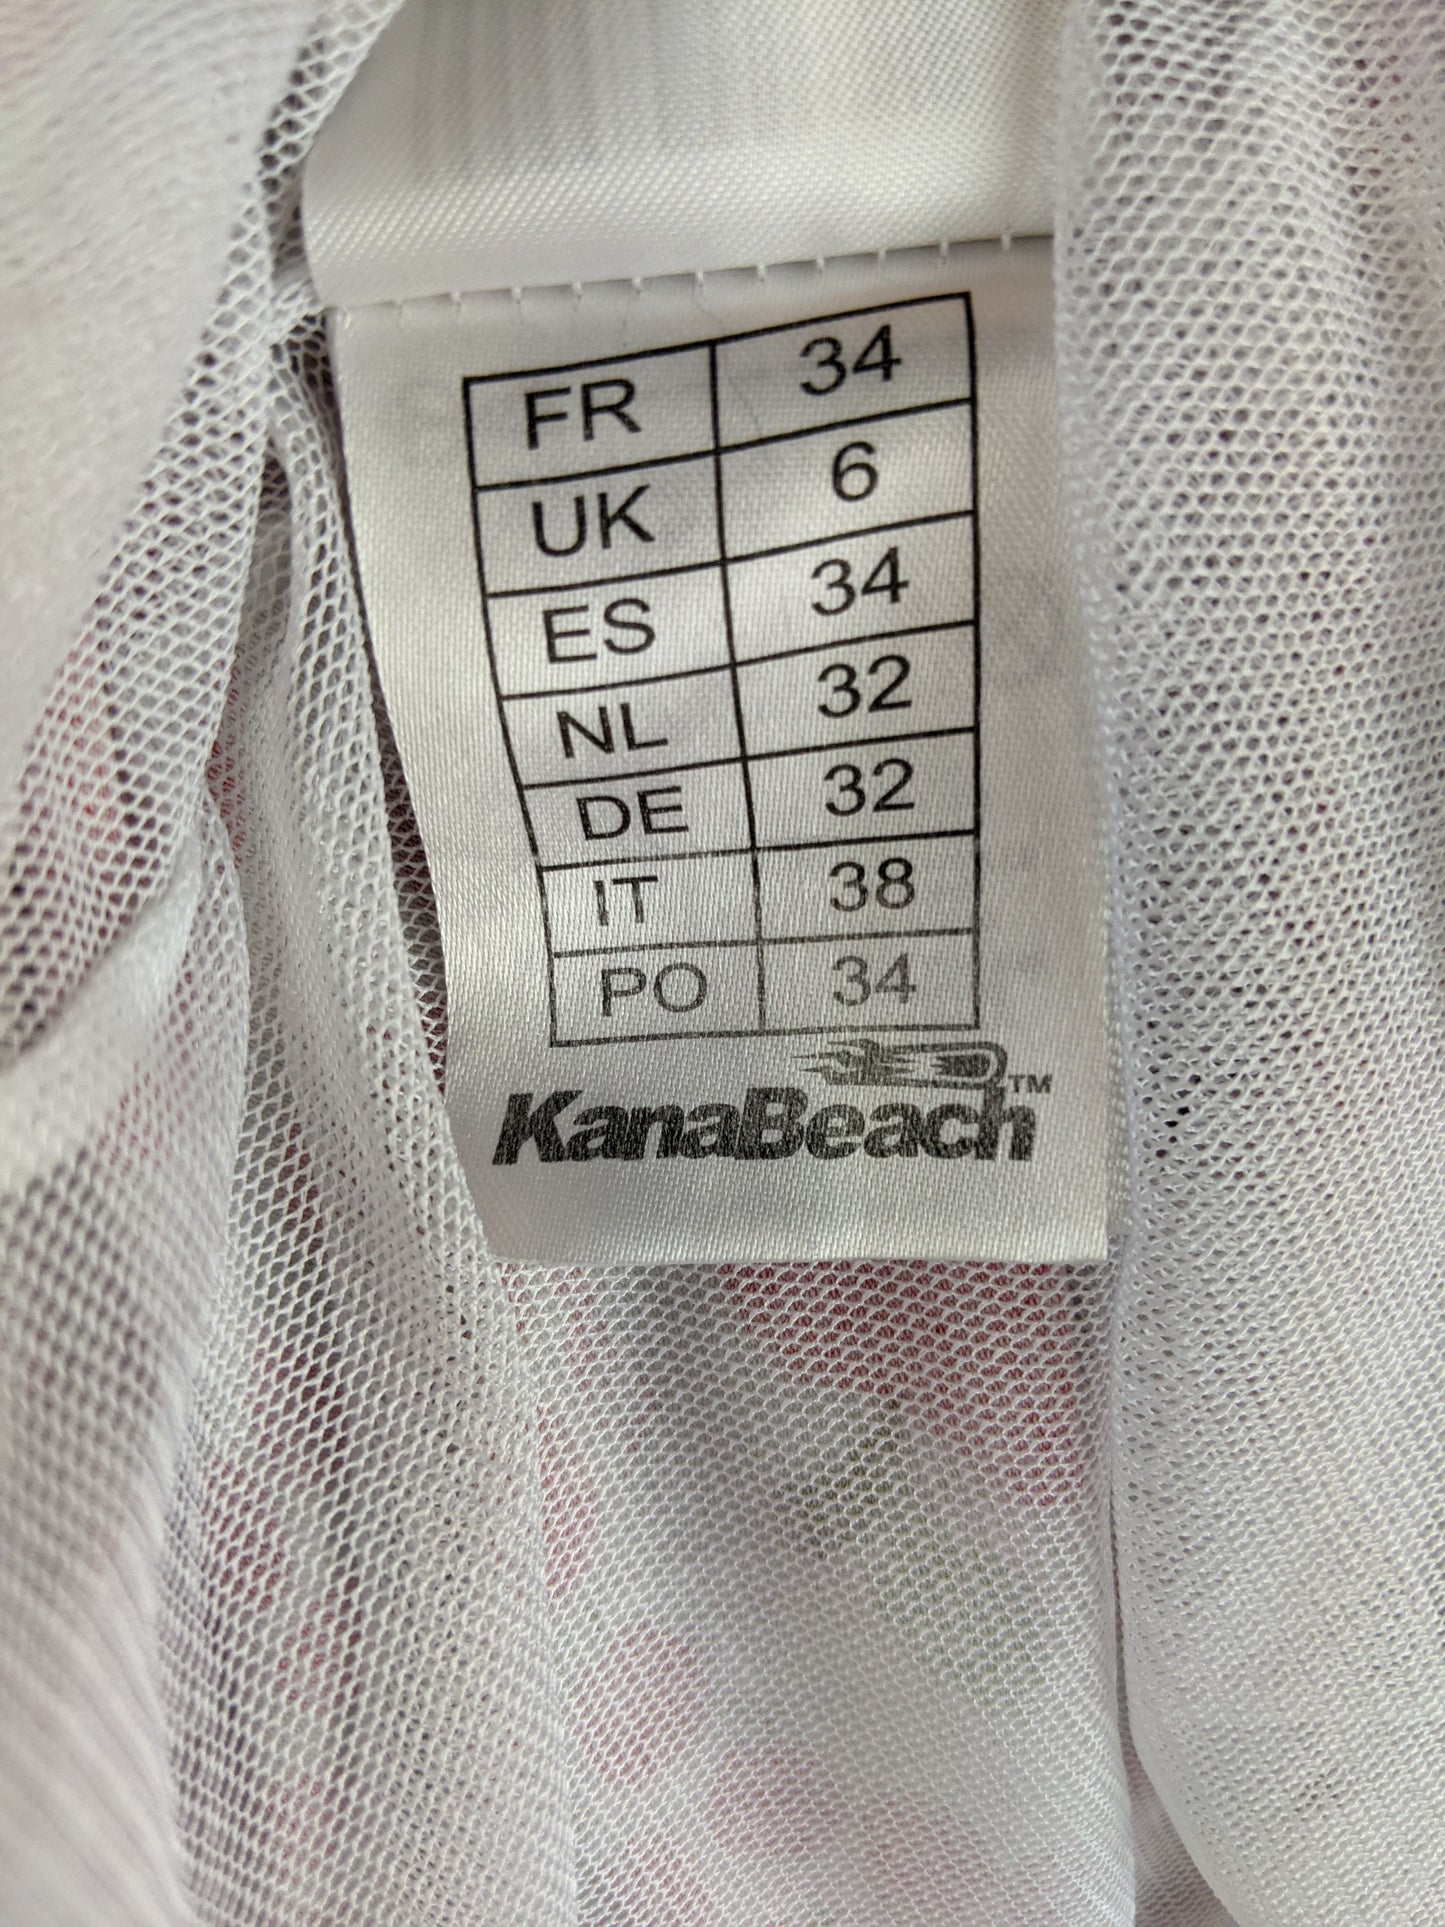 FR 34
UK 6
ES 34
NL 32
DE 32
IT 38
PO 34
KanaBeach™